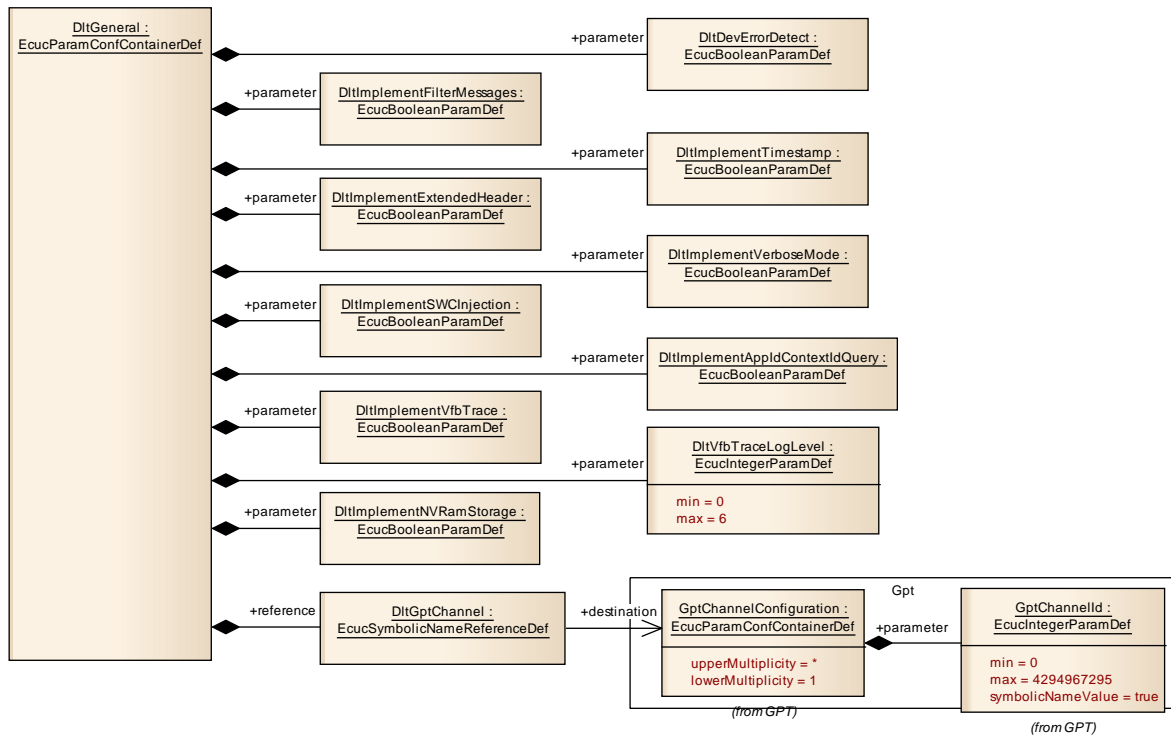 DltGeneral :
EcucParamConfContainerDef
+parameter
DltDevErrorDetect :
EcucBooleanParamDef
+parameter
DltImplementFilterMessages :
EcucBooleanParamDef
+parameter
DltImplementTimestamp :
EcucBooleanParamDef
+parameter
DltImplementExtendedHeader :
EcucBooleanParamDef
+parameter
DltImplementVerboseMode :
EcucBooleanParamDef
+parameter
DltImplementSWCInjection :
EcucBooleanParamDef
+parameter
DltImplementAppIdContextIdQuery :
EcucBooleanParamDef
+parameter
DltImplementVfbTrace :
EcucBooleanParamDef
+parameter
DltVfbTraceLogLevel :
EcucIntegerParamDef
min = 0
max = 6
+parameter
DltImplementNVRamStorage :
EcucBooleanParamDef
+reference
DltGptChannel :
EcucSymbolicNameReferenceDef
+destination
Gpt
GptChannelConfiguration :
EcucParamConfContainerDef
upperMultiplicity = *
lowerMultiplicity = 1
(from GPT)
+parameter
GptChannelId :
EcucIntegerParamDef
min = 0
max = 4294967295
symbolicNameValue = true
(from GPT)